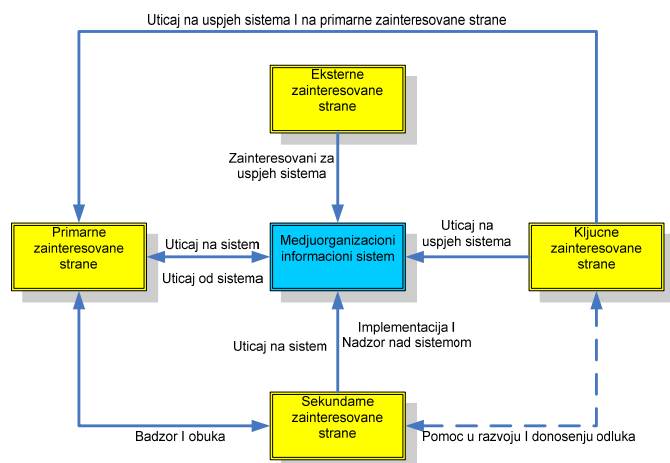 Uticaj na uspjeh sistema I na primarne zainteresovane strane
Eksterne
zainteresovane
strane
Zainteresovani za
uspjeh sistema
Primarne
zainteresovane
strane
Uticaj na sistem
Uticaj od sistema
Medjuorganizacioni
informacioni sistem
Uticaj na
uspjeh sistema
Kljucne
zainteresovane
strane
Uticaj na sistem
Implementacija I
Nadzor nad sistemom
Sekundarne
zainteresovane
strane
Badzor I obuka
Pomoc u razvoju I donosenju odluka